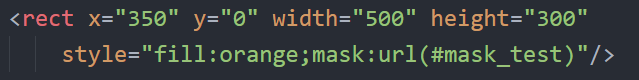 <rect x="350" y="0" width="500" height="300"
style="fill:orange;mask:url(#mask_test)"/>